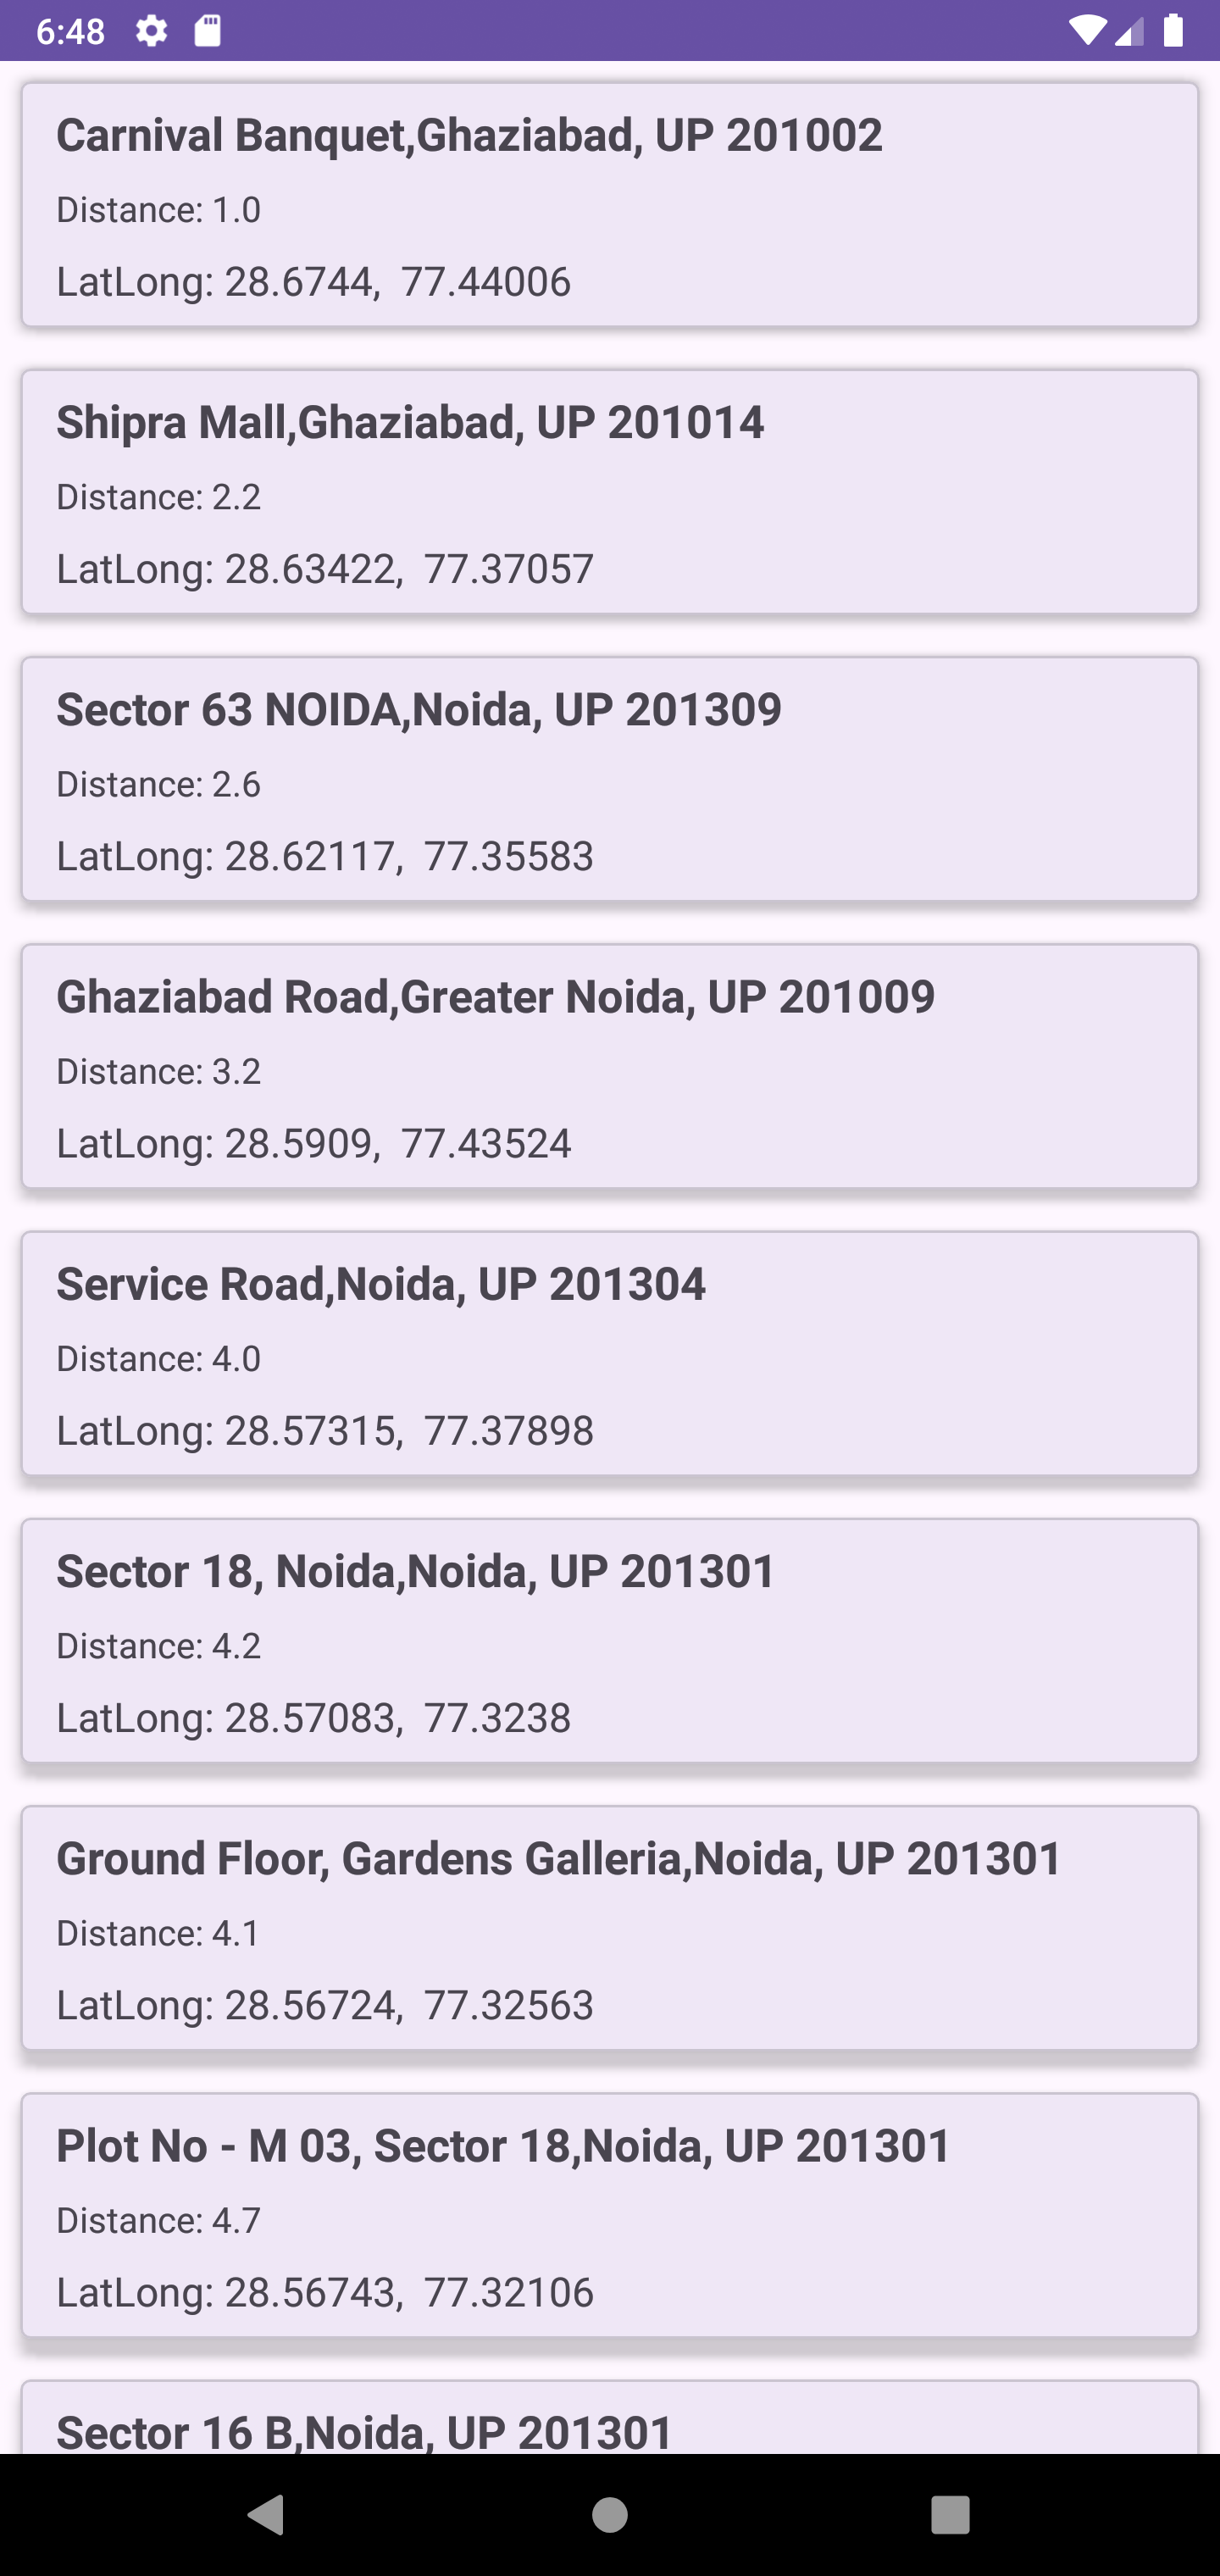 6:48
Carnival Banquet,Ghaziabad, UP 201002
Distance: 1.0
LatLong: 28.6744,  77.44006
Shipra Mall,Ghaziabad, UP 201014
Distance: 2.2
LatLong: 28.63422,  77.37057
Sector 63 NOIDA,Noida, UP 201309
Distance: 2.6
LatLong: 28.62117,  77.35583
Ghaziabad Road,Greater Noida, UP 201009
Distance: 3.2
LatLong: 28.5909,  77.43524
Service Road,Noida, UP 201304
Distance: 4.0
LatLong: 28.57315,  77.37898
Sector 18, Noida,Noida, UP 201301
Distance: 4.2
LatLong: 28.57083,  77.3238
Ground Floor, Gardens Galleria,Noida, UP 201301
Distance: 4.1
LatLong: 28.56724,  77.32563
Plot No - M 03, Sector 18,Noida, UP 201301
Distance: 4.7
LatLong: 28.56743,  77.32106
Sector 16 B,Noida, UP 201301